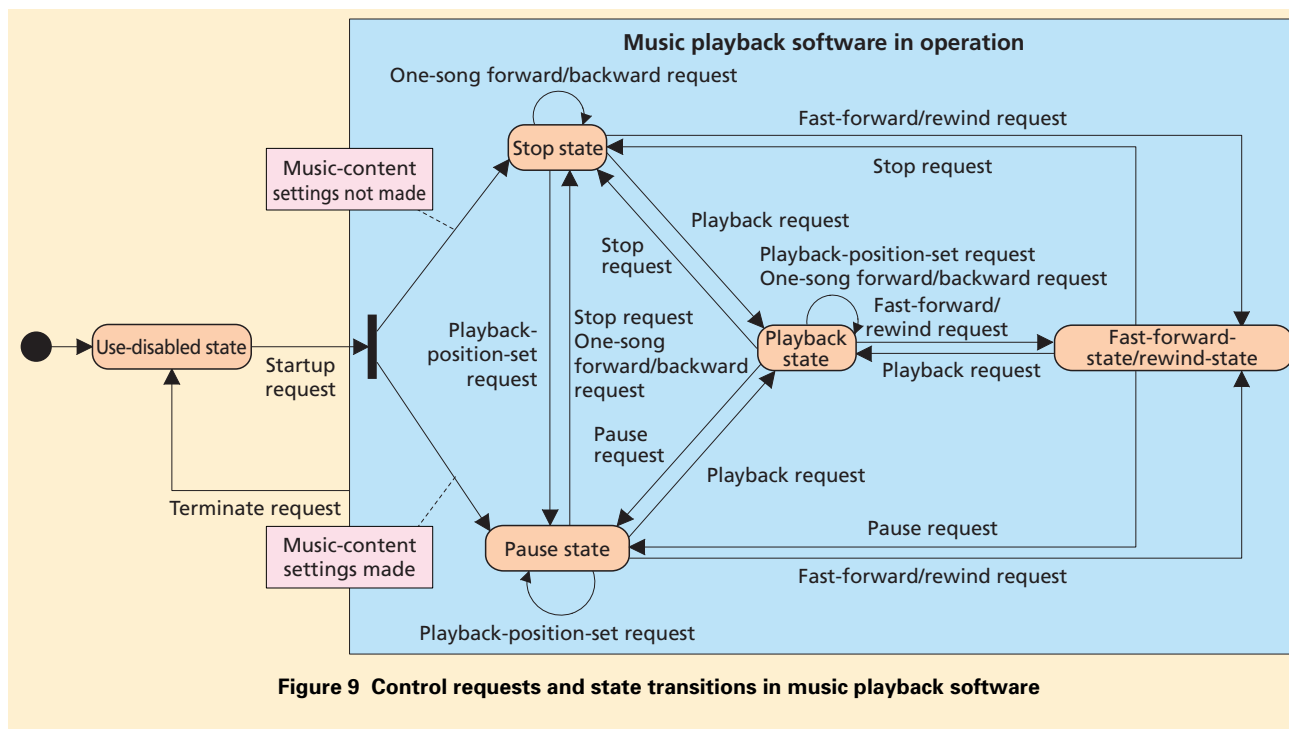 Music playback software in operation
One-song forward/backward request
Stop state
Fast-forward/rewind request
Stop request
Music-content
settings not made
Playback request
Stop
request
Playback-position-set request
One-song forward/backward request
Fast-forward/
rewind request
Use-disabled state
Startup
request
Playback-
position-set
request
Stop request
One-song
forward/backward
request
Playback
state
Fast-forward-
state/rewind-state
Playback request
Pause
request
Playback request
Terminate request
Music-content
settings made
Pause state
Pause request
Fast-forward/rewind request
Playback-position-set request
Figure 9 Control requests and state transitions in music playback software